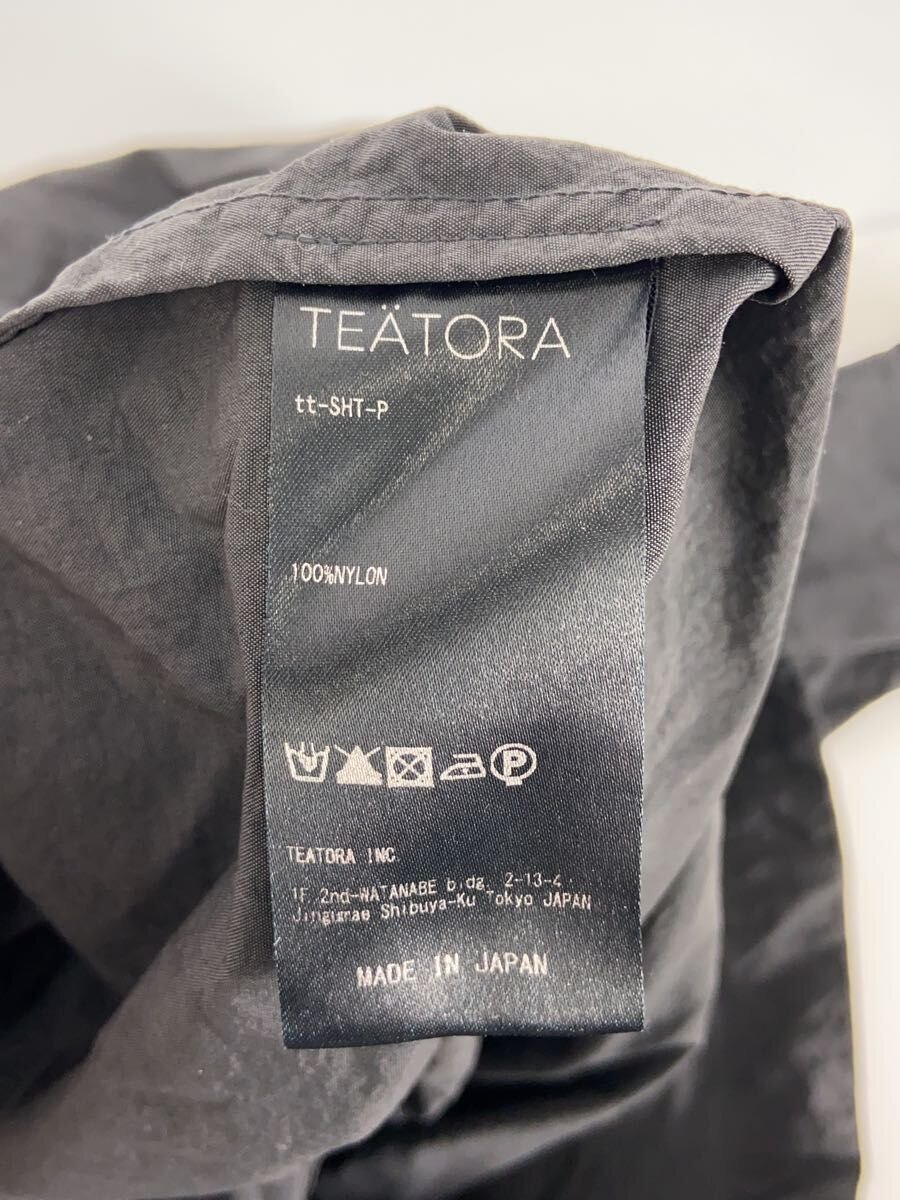 TEÄTORA
tt-SHT-P
100%NYLON
P
TEATORA INC
1F 2nd-WATANABE bldg, 2-13-4
Jingumae Shibuya-Ku Tokyo JAPAN
MADE IN JAPAN